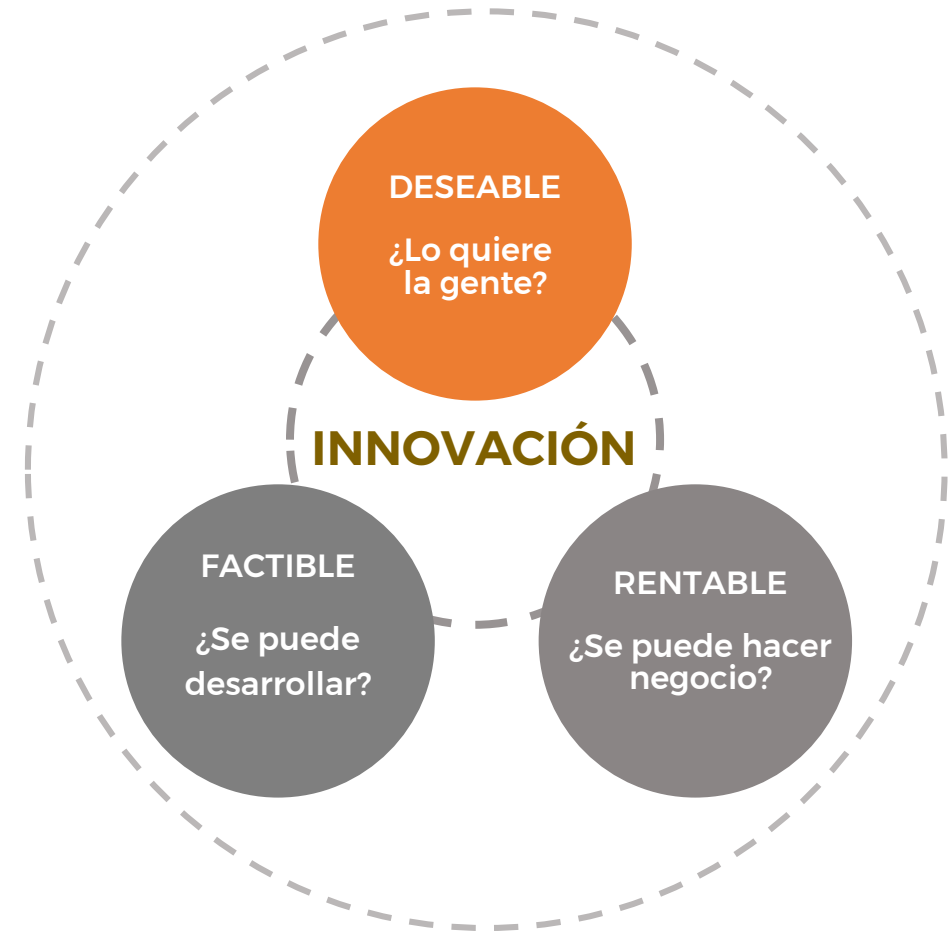 DESEABLE
¿Lo quiere
la gente?
INNOVACIÓN
FACTIBLE
¿Se puede
desarrollar?
RENTABLE
¿Se puede hacer
negocio?